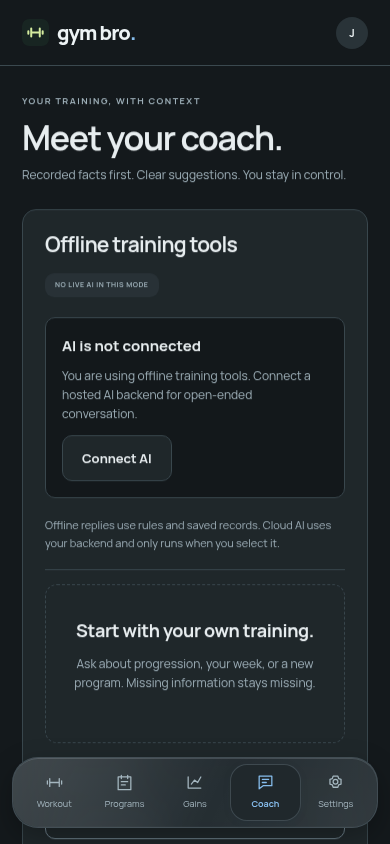 gym bro.
J
YOUR TRAINING, WITH CONTEXT
Meet your coach.
Recorded facts first. Clear suggestions. You stay in control.
Offline training tools
NO LIVE AI IN THIS MODE
AI is not connected
You are using offline training tools. Connect a
hosted AI backend for open-ended
conversation.
Connect AI
Offline replies use rules and saved records. Cloud AI uses
your backend and only runs when you select it.
Start with your own training.
Ask about progression, your week, or a new
program. Missing information stays missing.
Workout
Programs
Gains
Coach
Settings